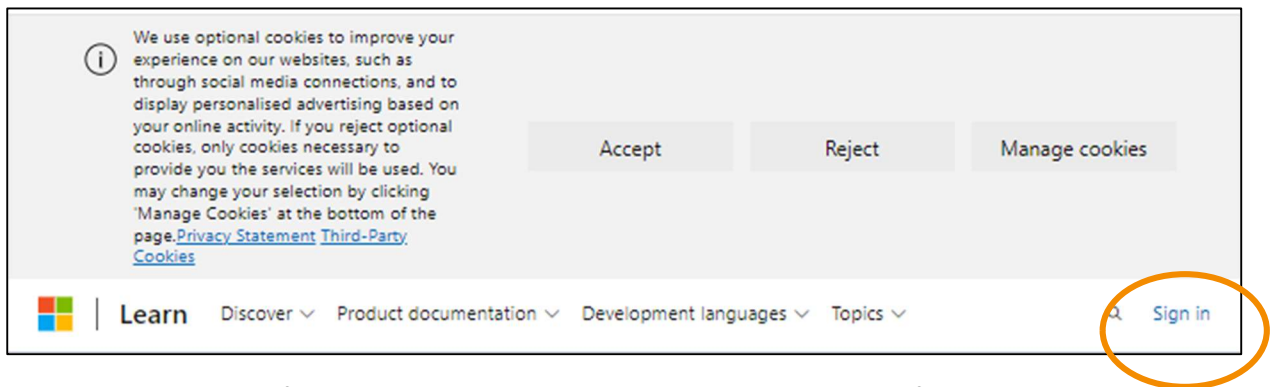 We use optional cookies to improve your
experience on our websites, such as
through social media connections, and to
display personalised advertising based on
your online activity. If you reject optional
cookies, only cookies necessary to
provide you the services will be used. You
may change your selection by clicking
'Manage Cookies' at the bottom of the
page.Privacy Statement Third-Party
Cookies
Accept Reject Manage cookies
Learn Discover Product documentation Development languages Topics Sign in